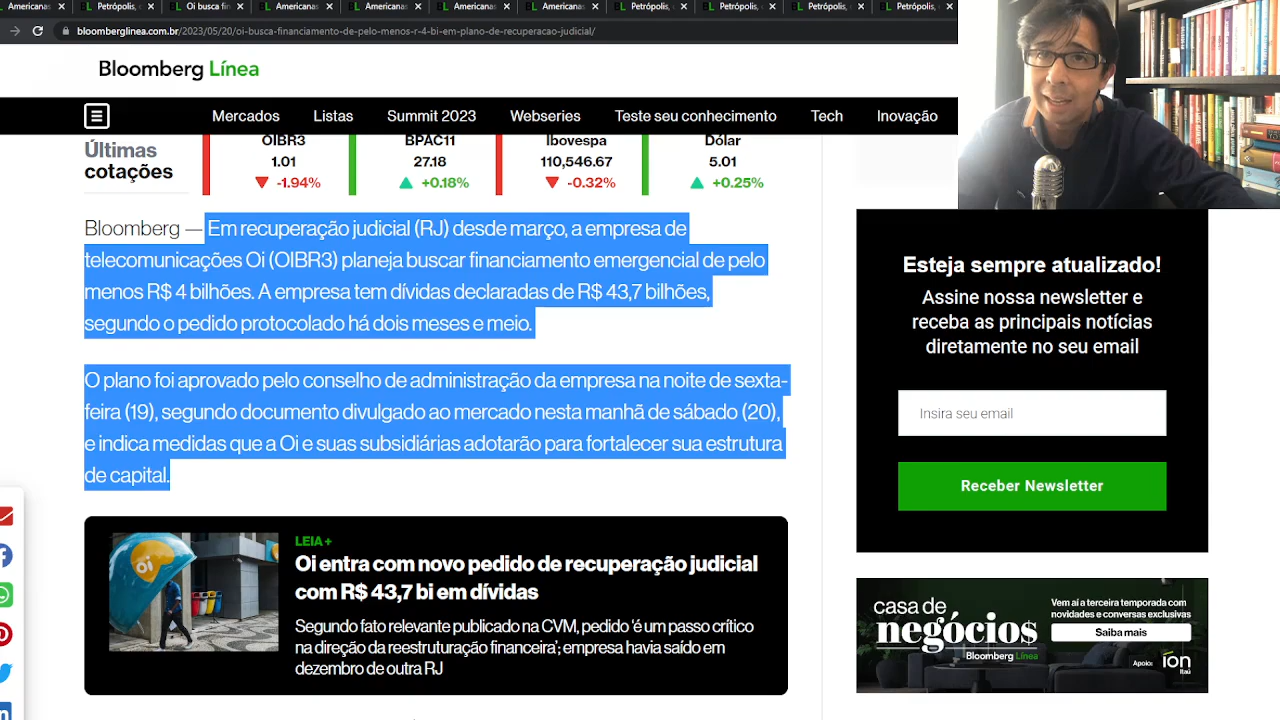 Americanas
Petrópolis, c
Oi busca fin
Americanas
Americanas
Americanas
Americanas
Petrópolis, c
Petrópolis, c
Petrópolis, c
Petrópolis, c
bloomberglinea.com.br/2023/05/20/oi-busca-financiamento-de-pelo-menos-r-4-bi-em-plano-de-recuperacao-judicial/
Bloomberg Línea
Mercados Listas Summit 2023 Webseries Teste seu conhecimento Tech Inovação
Últimas
cotações
OIBR3
1.01
-1.94%
BPAC11
27.18
+0.18%
Ibovespa
110,546.67
-0.32%
Dólar
5.01
+0.25%
Bloomberg — Em recuperação judicial (RJ) desde março, a empresa de
telecomunicações Oi (OIBR3) planeja buscar financiamento emergencial de pelo
menos R$ 4 bilhões. A empresa tem dívidas declaradas de R$ 43,7 bilhões,
segundo o pedido protocolado há dois meses e meio.
O plano foi aprovado pelo conselho de administração da empresa na noite de sexta-
feira (19), segundo documento divulgado ao mercado nesta manhã de sábado (20),
e indica medidas que a Oi e suas subsidiárias adotarão para fortalecer sua estrutura
de capital.
oi
LEIA+
Oi entra com novo pedido de recuperação judicial
com R$ 43,7 bi em dívidas
Segundo fato relevante publicado na CVM, pedido ‘é um passo crítico
na direção da reestruturação financeira’; empresa havia saído em
dezembro de outra RJ
Esteja sempre atualizado!
Assine nossa newsletter e
receba as principais notícias
diretamente no seu email
Insira seu email
Receber Newsletter
casa de
negócios
Bloomberg Línea
Vem aí a terceira temporada com
novidades e conversas exclusivas
Saiba mais
Apoio: íon
Itaú